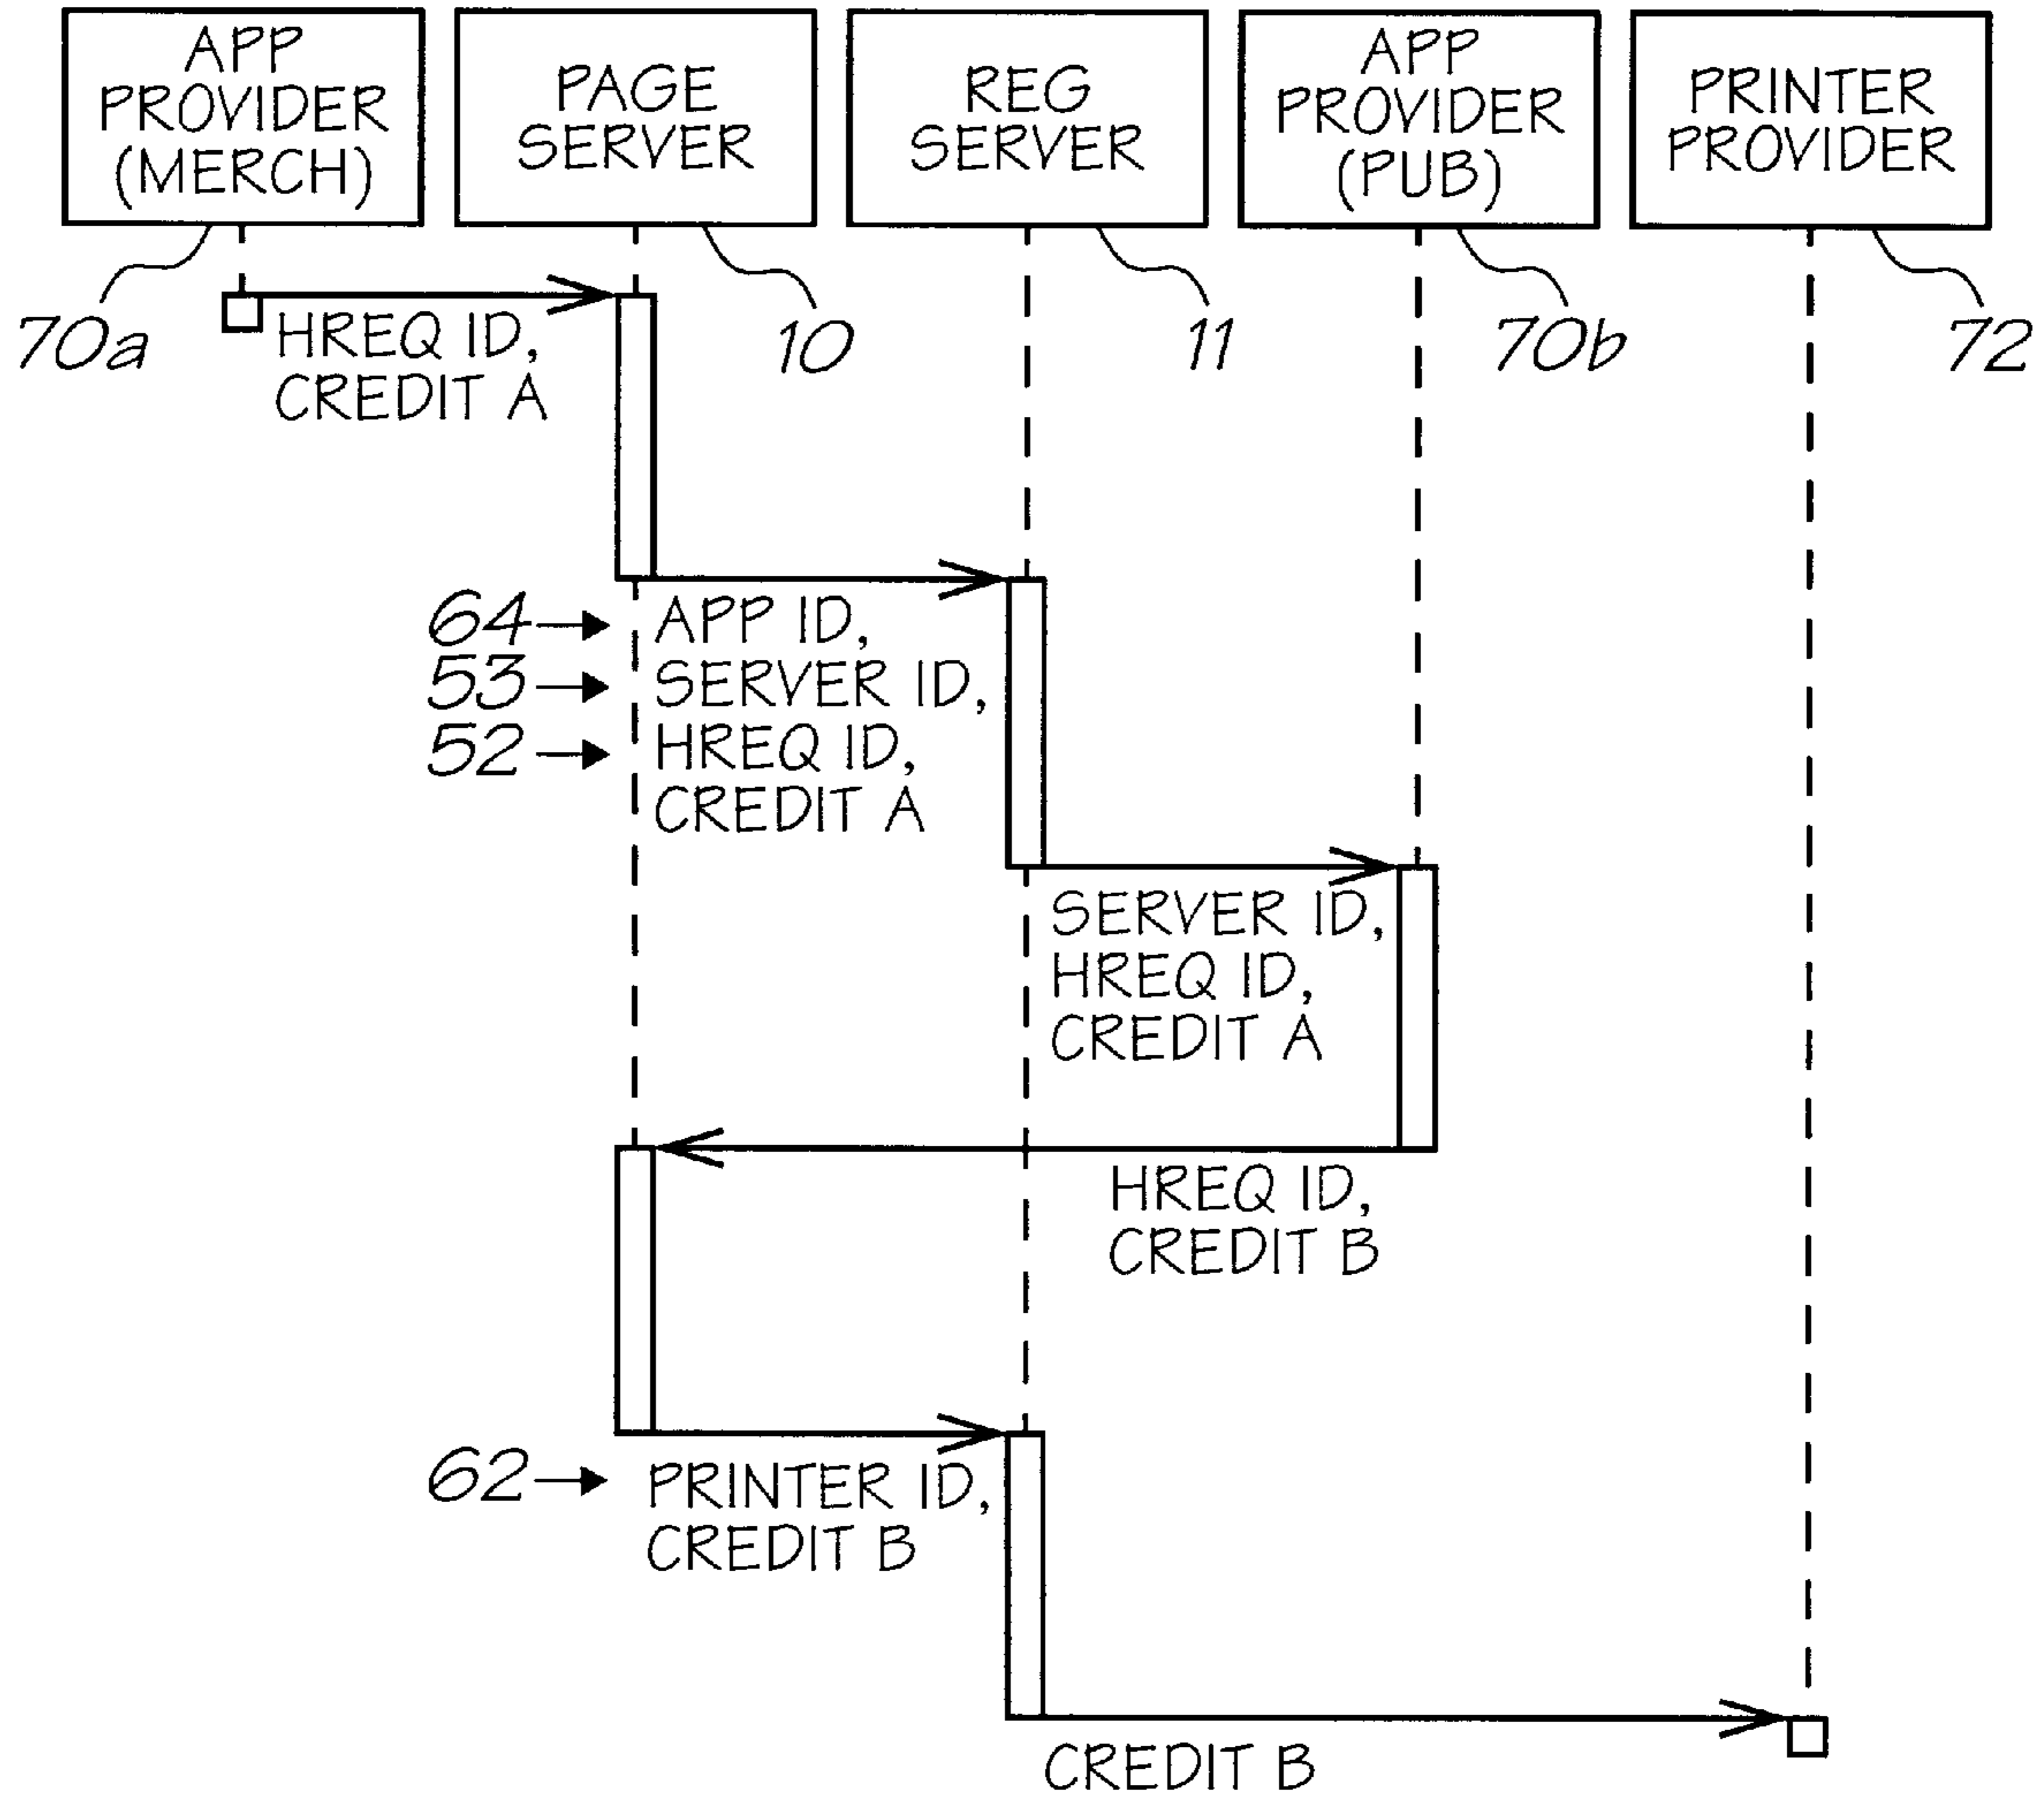 APP
PROVIDER
(MERCH)
PAGE
SERVER
REG
SERVER
APP
PROVIDER
(PUB)
PRINTER
PROVIDER
70a
10
11
70b
72
HREQ ID,
CREDIT A
64 APP ID,
53 SERVER ID,
52 HREQ ID,
CREDIT A
SERVER ID,
HREQ ID,
CREDIT A
HREQ ID,
CREDIT B
62 PRINTER ID,
CREDIT B
CREDIT B